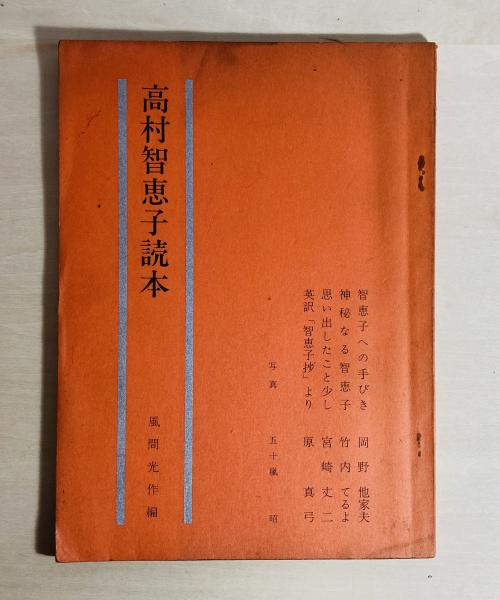 智恵子への手びき 岡野他家夫
神秘なる智恵子 竹内てるよ
思い出したこと少し 宮崎丈二
英訳「智恵子抄」より 原真弓
写真 五十嵐昭
高村智恵子読本
風間光作編